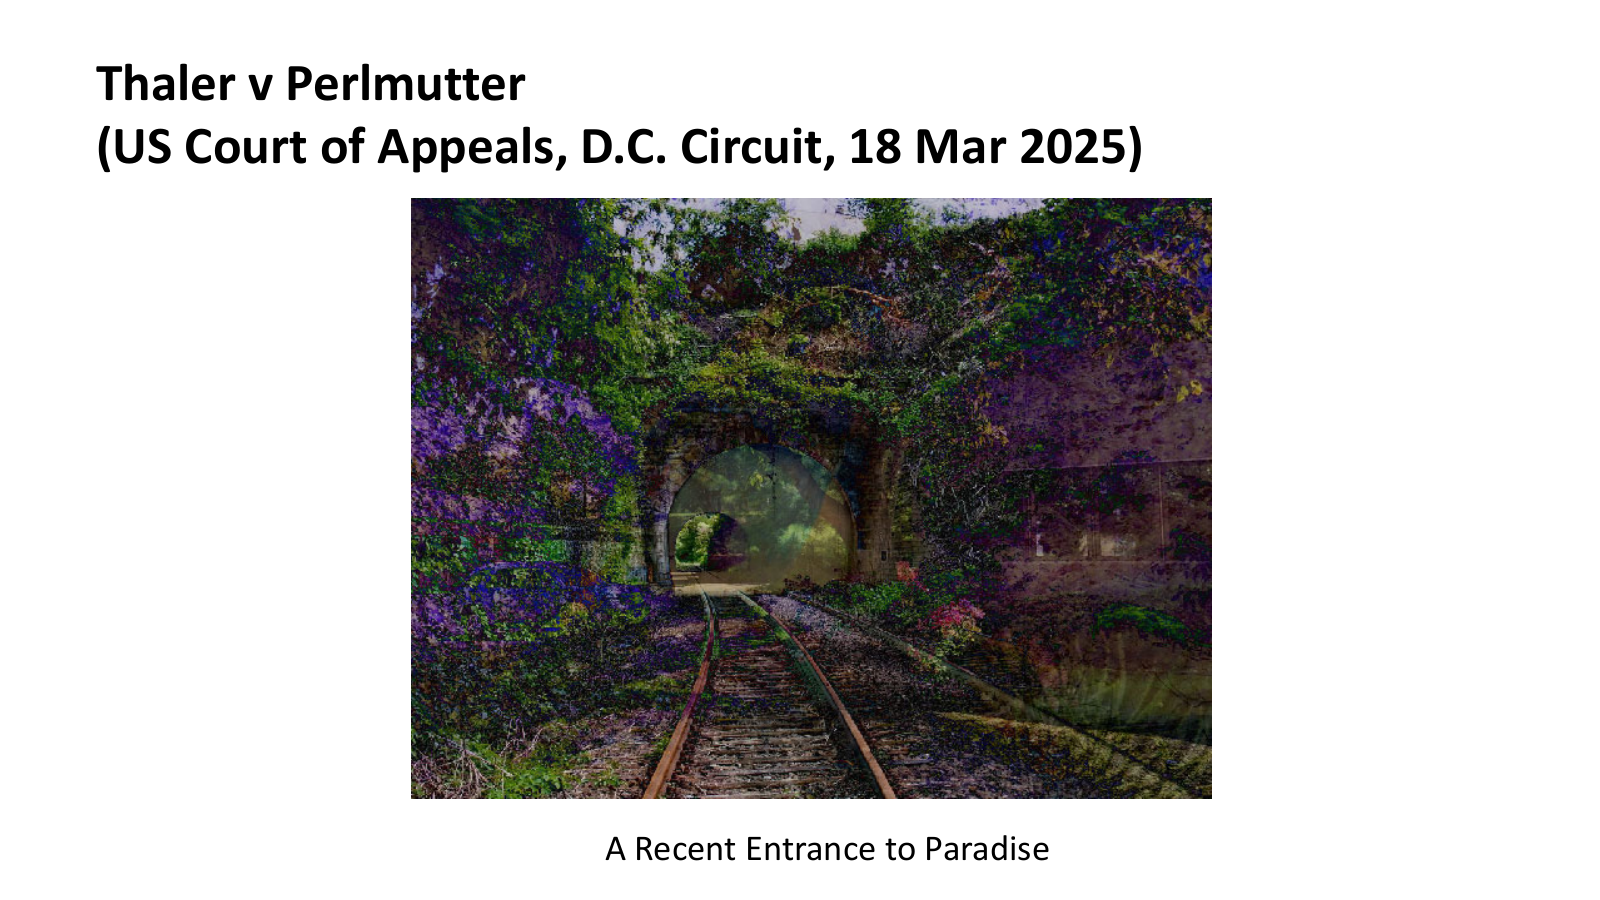 Thaler v Perlmutter
(US Court of Appeals, D.C. Circuit, 18 Mar 2025)
A Recent Entrance to Paradise